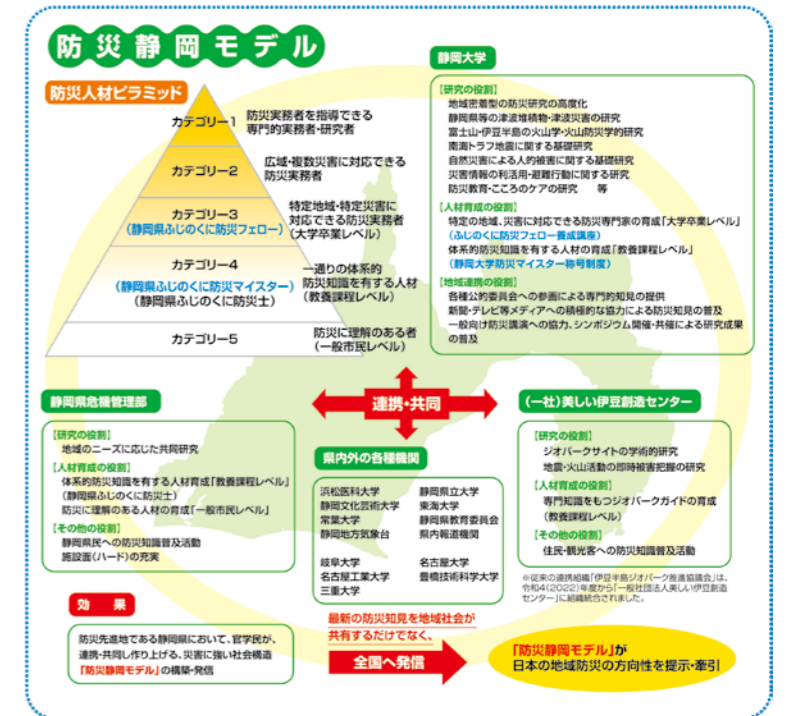 防災静岡モデル
防災人材ピラミッド
カテゴリー1
防災実務者を指導できる
専門的実務者・研究者
カテゴリー2
広域・複数災害に対応できる
防災実務者
カテゴリー3
(静岡県ふじのくに防災フェロー)
特定地域・特定災害に
対応できる防災実務者
(大学卒業レベル)
カテゴリー4
(静岡県ふじのくに防災マイスター)
(静岡県ふじのくに防災士)
一通りの体系的
防災知識を有する人材
(教養課程レベル)
カテゴリー5
防災に理解のある者
(一般市民レベル)
静岡大学
【研究の役割】
地域密着型の防災研究の高度化
静岡県等の津波堆積物・津波災害の研究
富士山・伊豆半島の火山学・火山防災学的研究
南海トラフ地震に関する基礎研究
自然災害による人的被害に関する基礎研究
災害情報の利活用・避難行動に関する研究
防災教育・こころのケアの研究 等
【人材育成の役割】
特定の地域、災害に対応できる防災専門家の育成「大学卒業レベル」
(ふじのくに防災フェロー養成講座)
体系的防災知識を有する人材の育成「教養課程レベル」
(静岡大学防災マイスター称号制度)
【地域連携の役割】
各種公的委員会への参画による専門的知見の提供
新聞・テレビ等メディアへの積極的な協力による防災知見の普及
一般向け防災講演への協力、シンポジウム開催・共催による研究成果
の普及
連携・共同
静岡県危機管理部
【研究の役割】
地域のニーズに応じた共同研究
【人材育成の役割】
体系的防災知識を有する人材育成「教養課程レベル」
(静岡県ふじのくに防災士)
防災に理解のある人材の育成「一般市民レベル」
【その他の役割】
静岡県民への防災知識普及活動
施設面(ハード)の充実
県内外の各種機関
浜松医科大学 静岡県立大学
静岡文化芸術大学 東海大学
常葉大学 静岡県教育委員会
静岡地方気象台 県内報道機関
岐阜大学 名古屋大学
名古屋工業大学 豊橋技術科学大学
三重大学
(一社)美しい伊豆創造センター
【研究の役割】
ジオパークサイトの学術的研究
地震・火山活動の即時被害把握の研究
【人材育成の役割】
専門知識をもつジオパークガイドの育成
(教養課程レベル)
【その他の役割】
住民・観光客への防災知識普及活動
※従来の連携組織「伊豆半島ジオパーク推進協議会」は、
令和4(2022)年度から「一般社団法人美しい伊豆創造
センター」に組織統合されました。
効果
防災先進地である静岡県において、官学民が、
連携・共同し作り上げる、災害に強い社会構造
「防災静岡モデル」の構築・発信
最新の防災知見を地域社会が
共有するだけでなく、
全国へ発信
「防災静岡モデル」が
日本の地域防災の方向性を提示・牽引